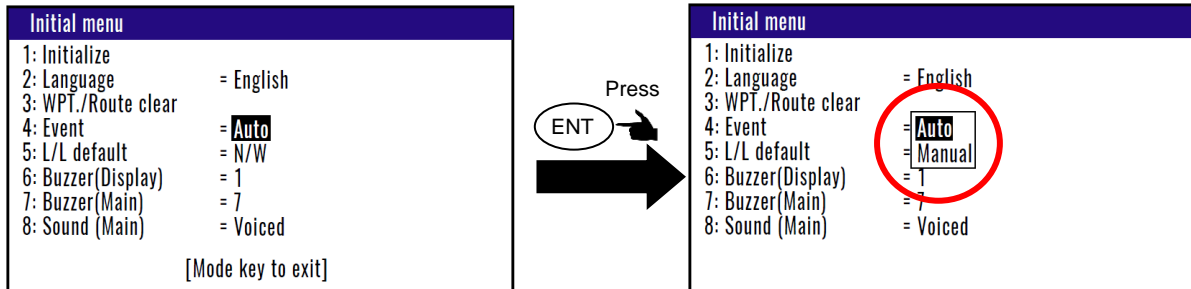 Initial menu
1: Initialize
2: Language = English
3: WPT./Route clear
4: Event = Auto
5: L/L default = N/W
6: Buzzer(Display) = 1
7: Buzzer(Main) = 7
8: Sound (Main) = Voiced
[Mode key to exit]
Press
ENT
Initial menu
1: Initialize
2: Language = English
3: WPT./Route clear
4: Event = Auto
5: L/L default = Manual
6: Buzzer(Display) = 1
7: Buzzer(Main) = 7
8: Sound (Main) = Voiced